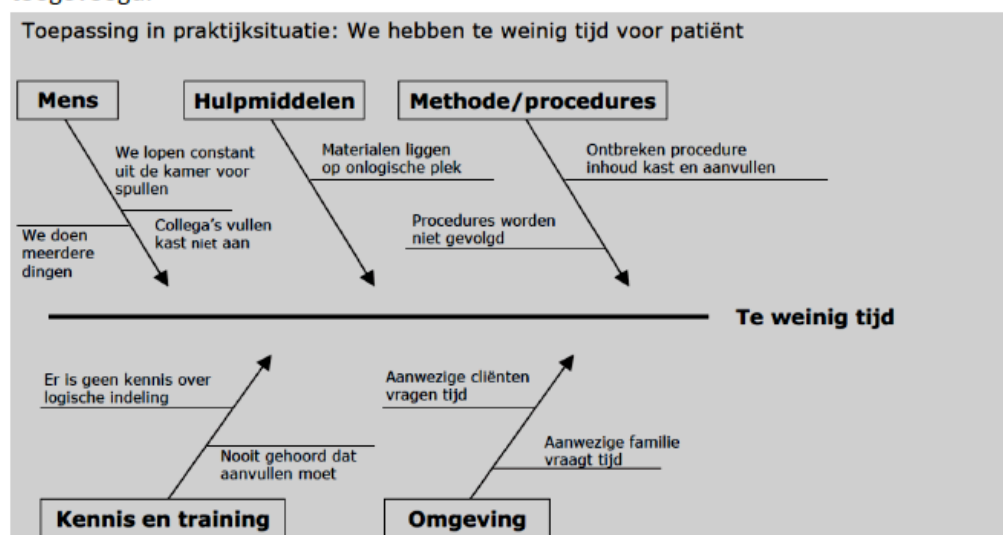 Toepassing in praktijksituatie: We hebben te weinig tijd voor patiënt
Mens
Hulpmiddelen
Methode/procedures
We lopen constant
uit de kamer voor
spullen
Collega's vullen
kast niet aan
We doen
meerdere
dingen
Materialen liggen
op onlogische plek
Ontbreken procedure
inhoud kast en aanvullen
Procedures worden
niet gevolgd
Te weinig tijd
Er is geen kennis over
logische indeling
Nooit gehoord dat
aanvullen moet
Aanwezige cliënten
vragen tijd
Aanwezige familie
vraagt tijd
Kennis en training
Omgeving